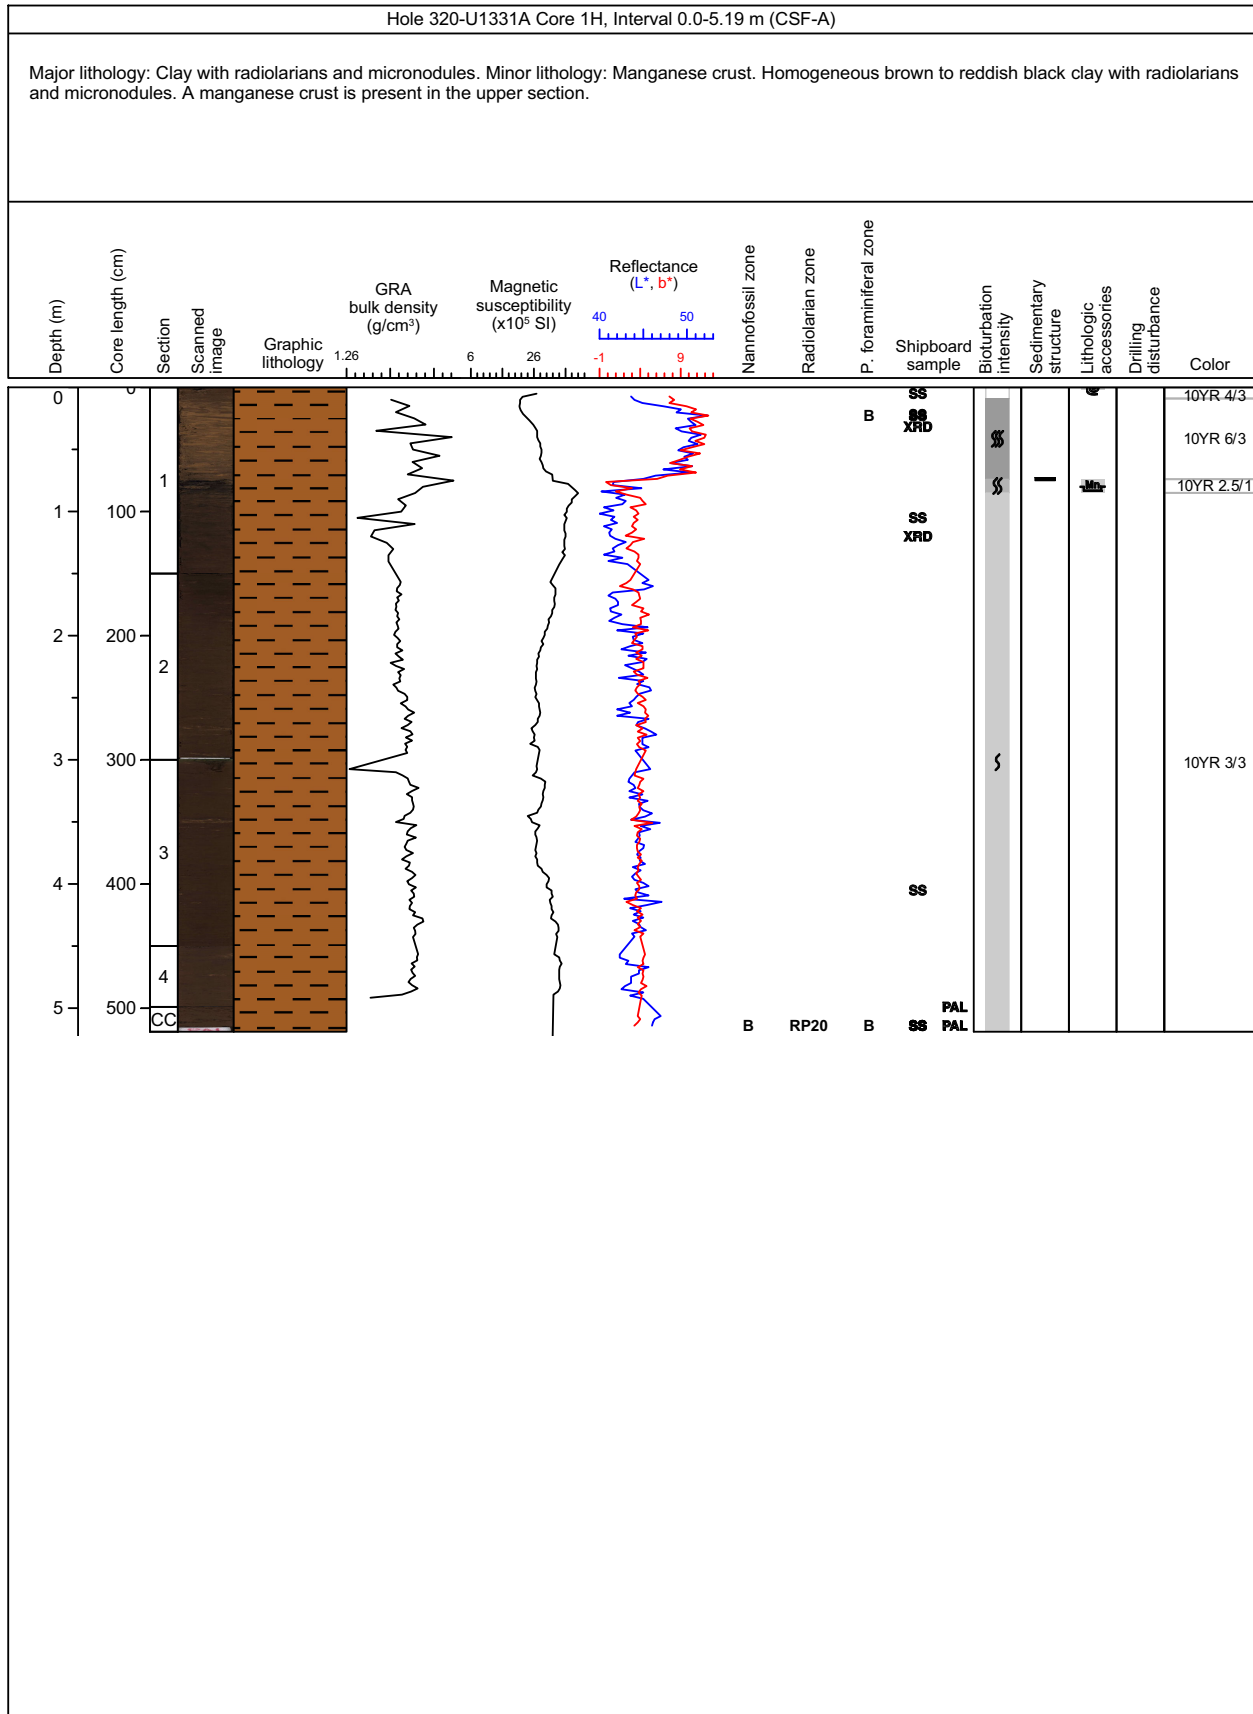 Hole 320-U1331A Core 1H, Interval 0.0-5.19 m (CSF-A)
Major lithology: Clay with radiolarians and micronodules. Minor lithology: Manganese crust. Homogeneous brown to reddish black clay with radiolarians
and micronodules. A manganese crust is present in the upper section.
Depth (m)
Core length (cm)
Section
Scanned
image
Graphic
lithology
GRA
bulk density
(g/cm³)
1.26
Magnetic
susceptibility
(x10⁵ SI)
6 26
Reflectance
(L*, b*)
40 50
-1 9
Nannofossil zone
Radiolarian zone
P. foraminiferal zone
Shipboard
sample
Bioturbation
intensity
Sedimentary
structure
Lithologic
accessories
Drilling
disturbance
Color
0 0 SS 10YR 4/3
B SS
XRD
10YR 6/3
1 Mn 10YR 2.5/1
1 100 SS
XRD
2 200
2
3 300 10YR 3/3
3
4 400 SS
4
5 500 PAL
CC B RP20 B SS PAL